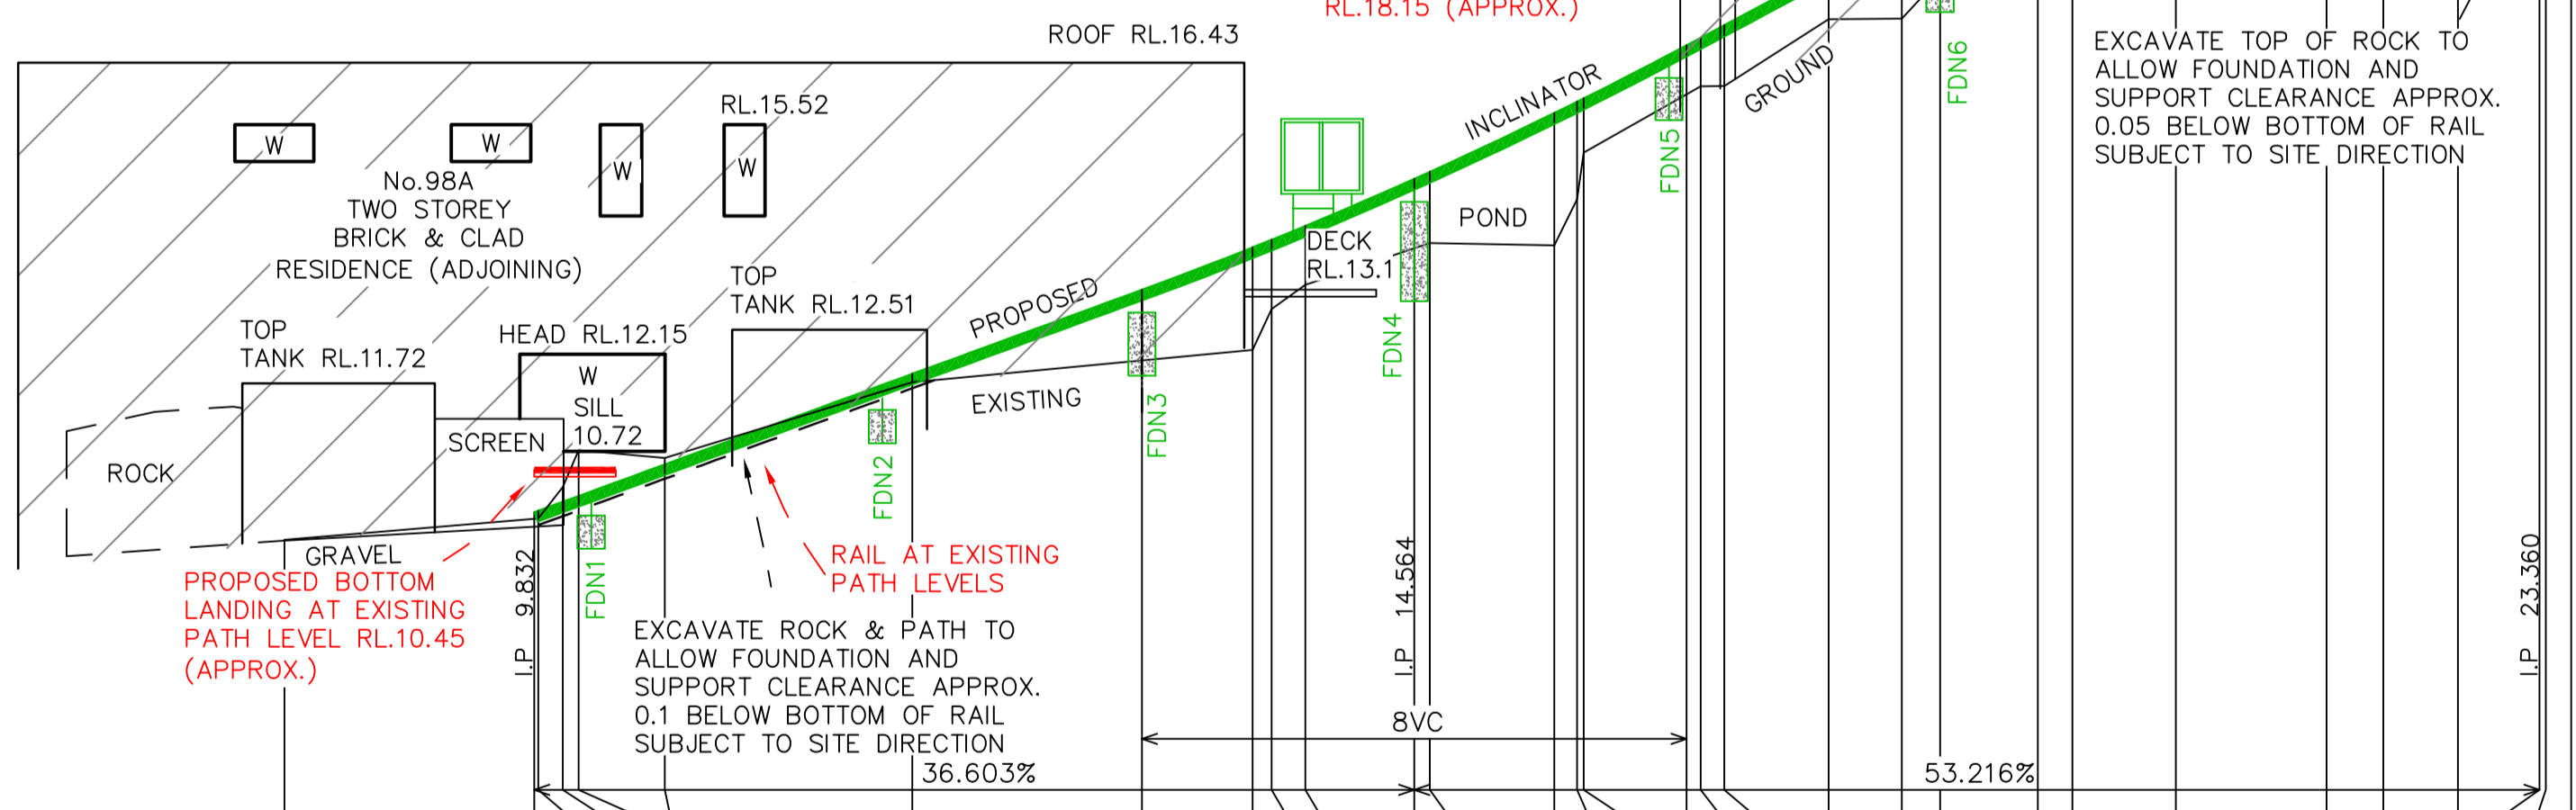 RL.18.15 (APPROX.)
ROOF RL.16.43
RL.15.52
W
W
W
W
No.98A
TWO STOREY
BRICK & CLAD
RESIDENCE (ADJOINING)
TOP
TANK RL.12.51
TOP
TANK RL.11.72
HEAD RL.12.15
W
SILL
10.72
SCREEN
ROCK
GRAVEL
PROPOSED BOTTOM
LANDING AT EXISTING
PATH LEVEL RL.10.45
(APPROX.)
I.P 9.832
FDN1
FDN2
RAIL AT EXISTING
PATH LEVELS
EXCAVATE ROCK & PATH TO
ALLOW FOUNDATION AND
SUPPORT CLEARANCE APPROX.
0.1 BELOW BOTTOM OF RAIL
SUBJECT TO SITE DIRECTION
36.603%
PROPOSED
INCLINATOR
EXISTING
GROUND
FDN3
DECK
RL.13.1
POND
FDN4
FDN5
FDN6
I.P 14.564
8VC
53.216%
EXCAVATE TOP OF ROCK TO
ALLOW FOUNDATION AND
SUPPORT CLEARANCE APPROX.
0.05 BELOW BOTTOM OF RAIL
SUBJECT TO SITE DIRECTION
I.P 23.360